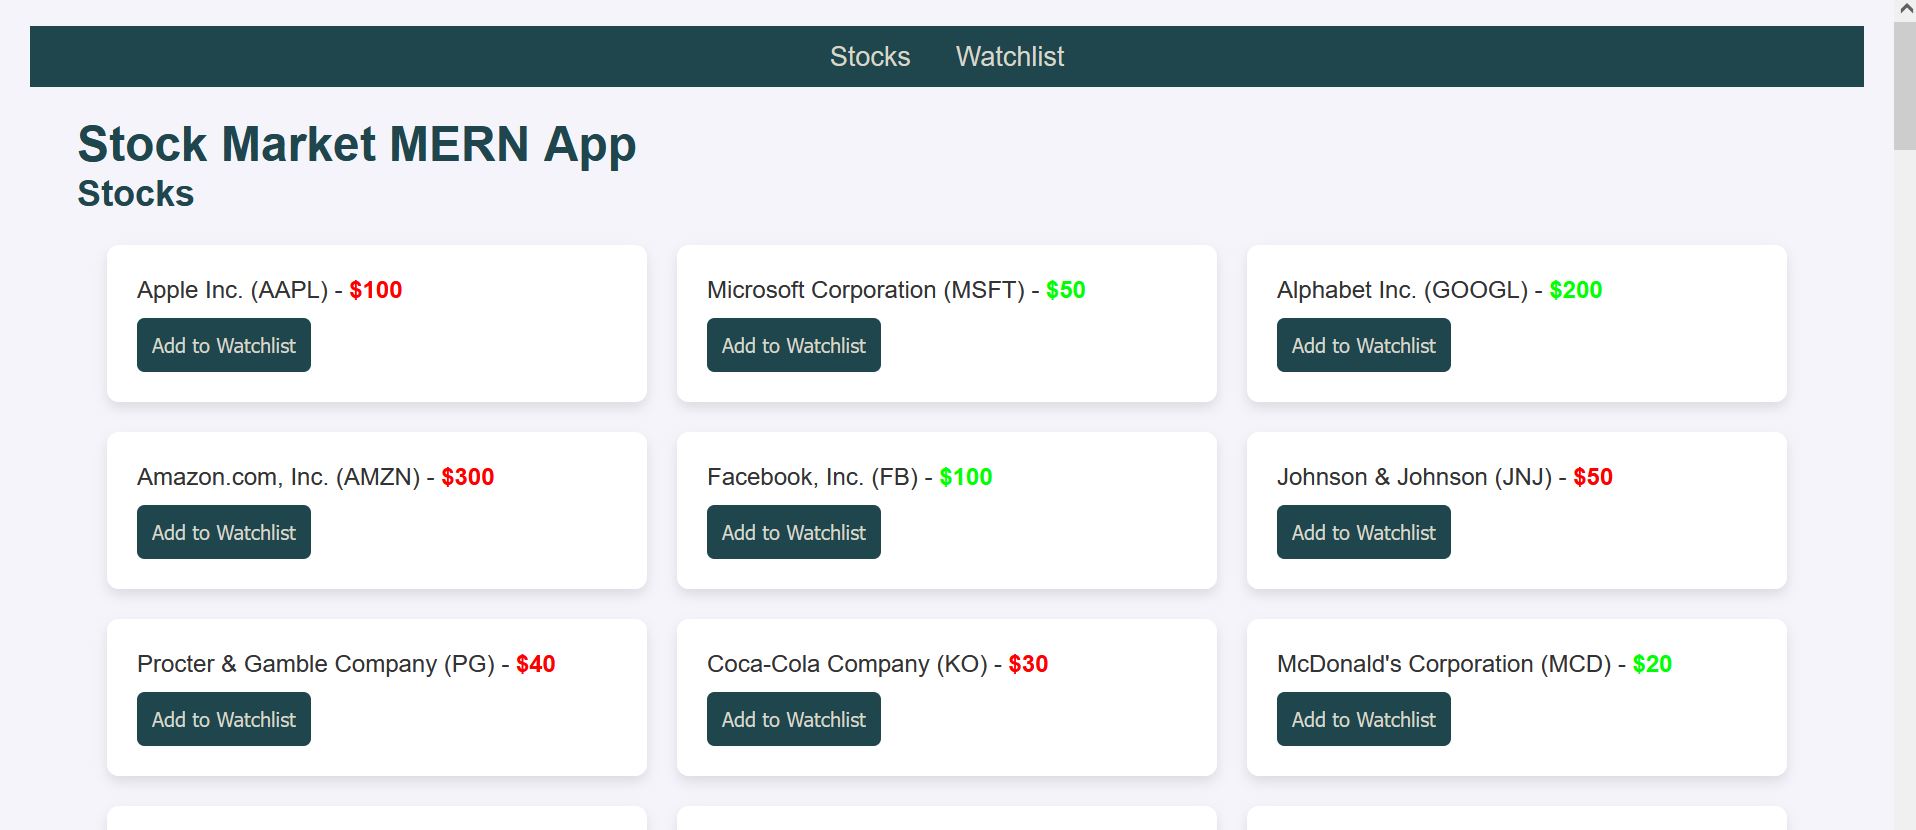 Stocks Watchlist
Stock Market MERN App
Stocks
Apple Inc. (AAPL) - $100
Add to Watchlist
Microsoft Corporation (MSFT) - $50
Add to Watchlist
Alphabet Inc. (GOOGL) - $200
Add to Watchlist
Amazon.com, Inc. (AMZN) - $300
Add to Watchlist
Facebook, Inc. (FB) - $100
Add to Watchlist
Johnson & Johnson (JNJ) - $50
Add to Watchlist
Procter & Gamble Company (PG) - $40
Add to Watchlist
Coca-Cola Company (KO) - $30
Add to Watchlist
McDonald's Corporation (MCD) - $20
Add to Watchlist